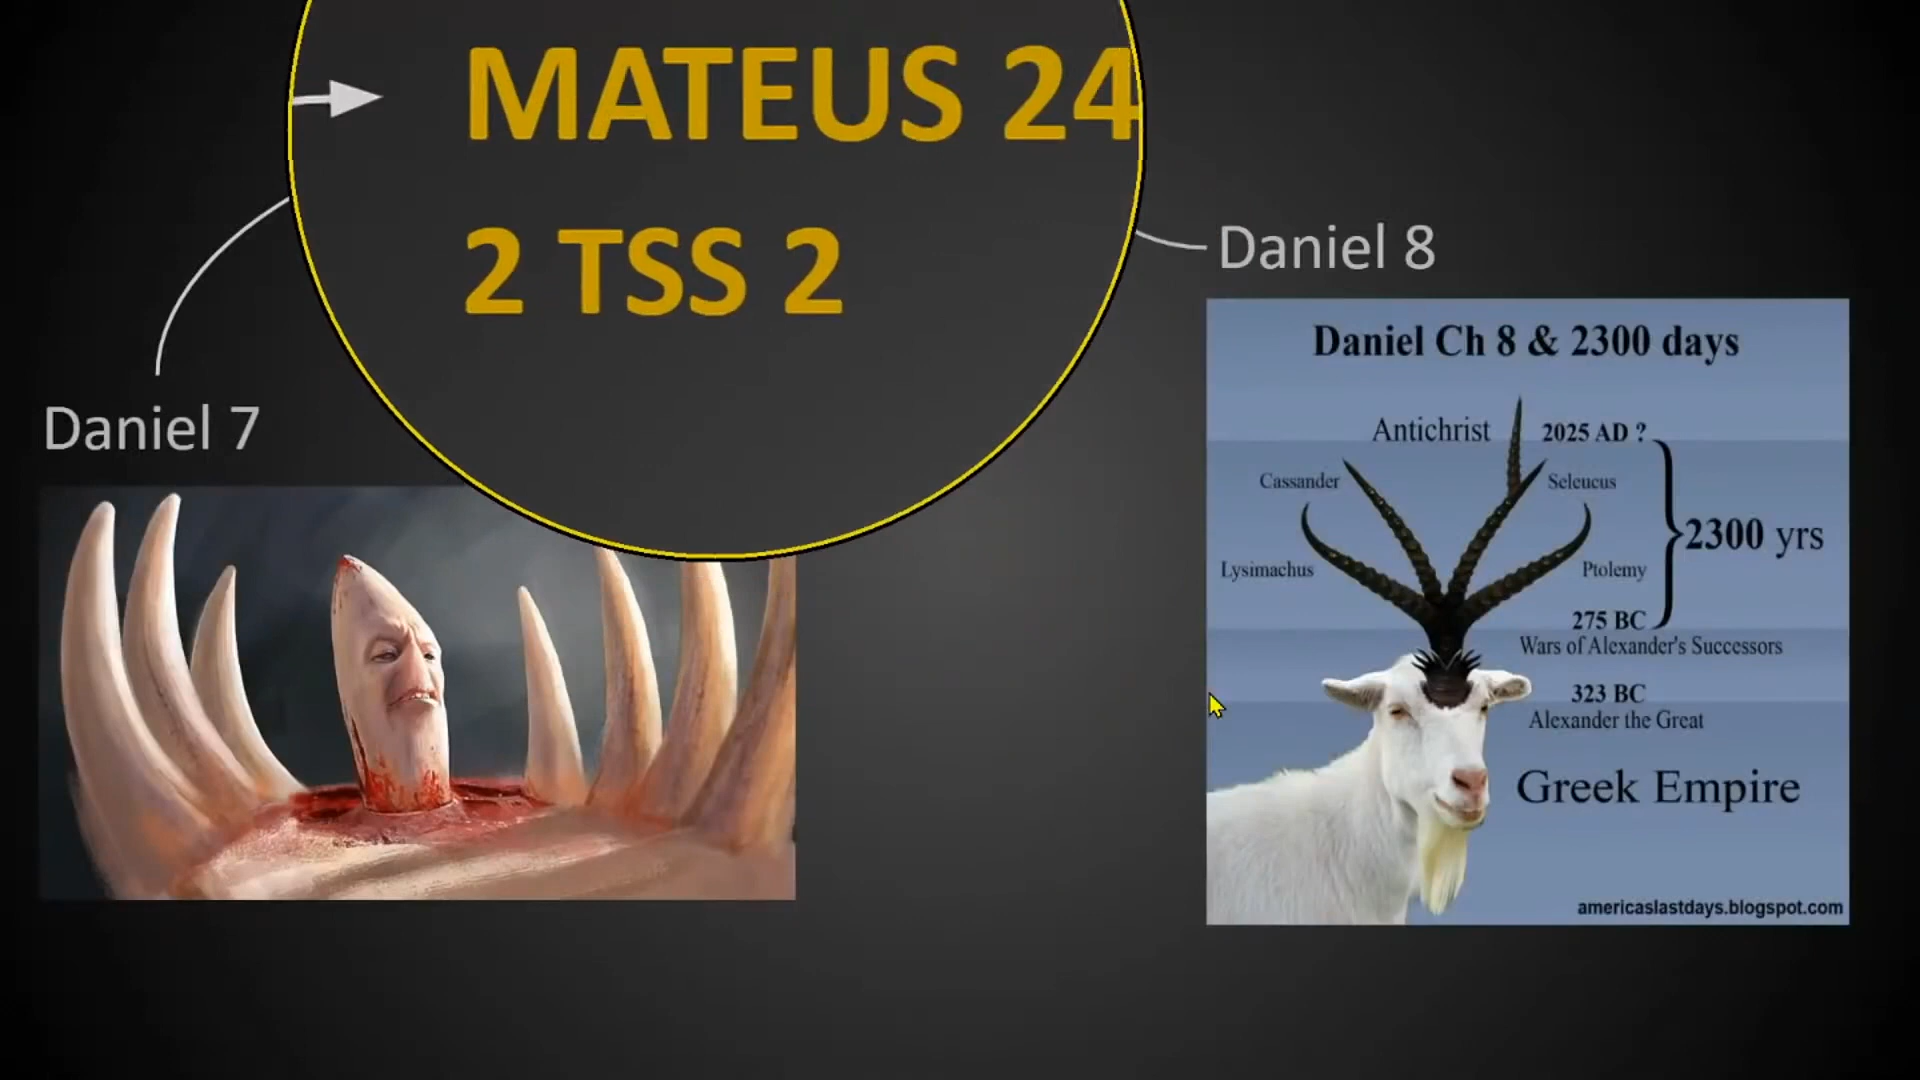 MATEUS 24
2 TSS 2
Daniel 8
Daniel 7
Daniel Ch 8 & 2300 days
Antichrist 2025 AD ?
Cassander Seleucus
2300 yrs
Lysimachus Ptolemy
275 BC
Wars of Alexander's Successors
323 BC
Alexander the Great
Greek Empire
americaslastdays.blogspot.com